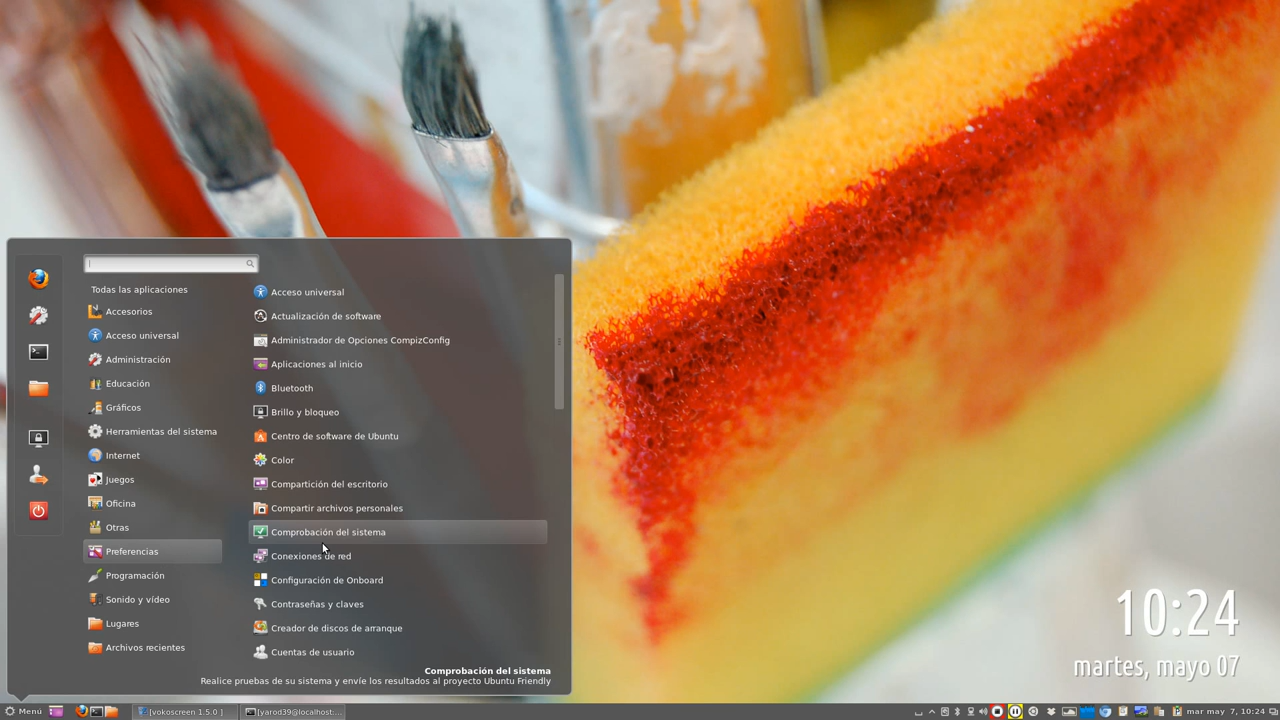 Todas las aplicaciones
Accesorios
Acceso universal
Administración
Educación
Gráficos
Herramientas del sistema
Internet
Juegos
Oficina
Otras
Preferencias
Programación
Sonido y vídeo
Lugares
Archivos recientes
Acceso universal
Actualización de software
Administrador de Opciones CompizConfig
Aplicaciones al inicio
Bluetooth
Brillo y bloqueo
Centro de software de Ubuntu
Color
Compartición del escritorio
Compartir archivos personales
Comprobación del sistema
Conexiones de red
Configuración de Onboard
Contraseñas y claves
Creador de discos de arranque
Cuentas de usuario
Comprobación del sistema
Realice pruebas de su sistema y envíe los resultados al proyecto Ubuntu Friendly
10:24
martes, mayo 07
Menú
[vokoscreen 1.5.0 ]
[yarod39@localhost:...
mar may 7, 10:24